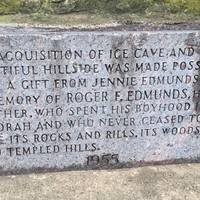 ACQUISITION OF ICE CAVE AND
TIFUL HILLSIDE WAS MADE POSS
A GIFT FROM JENNIE EDMUNDS
MEMORY OF ROGER F. EDMUNDS, H
THER, WHO SPENT HIS BOYHOOD I
ORAH AND WHO NEVER CEASED TO
E ITS ROCKS AND RILLS, ITS WOODS
D TEMPLED HILLS.
1955